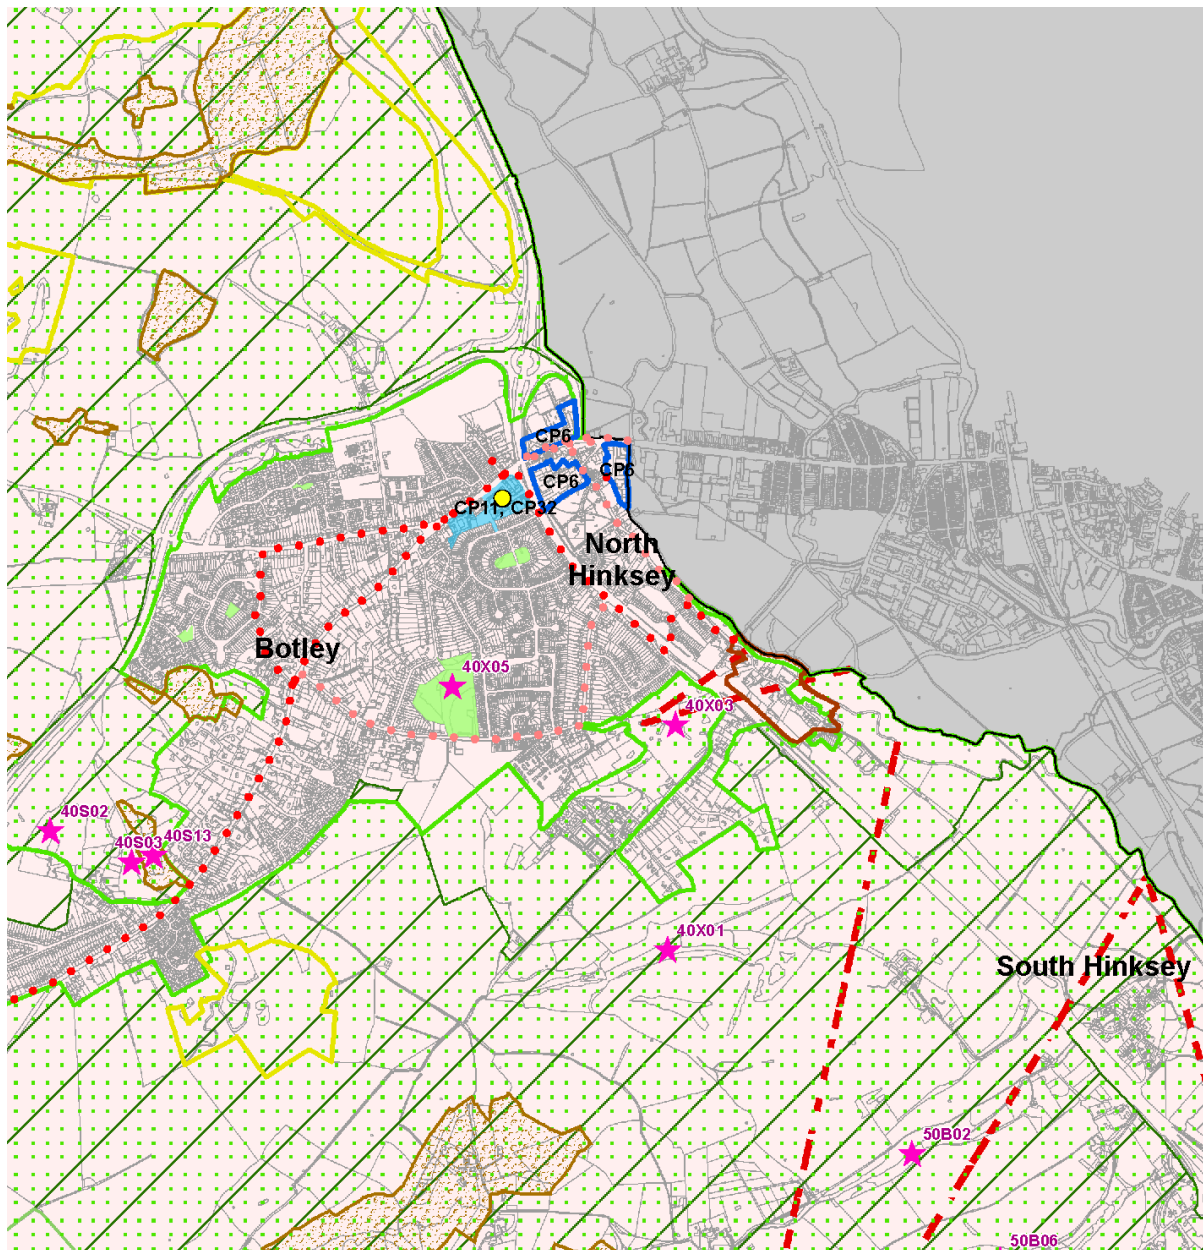 CP6
CP6
CP6
CP11, CP32
North
Hinksey
Botley
40X05
40X03
40S02
40S03
40S13
40X01
South Hinksey
50B02
50B06